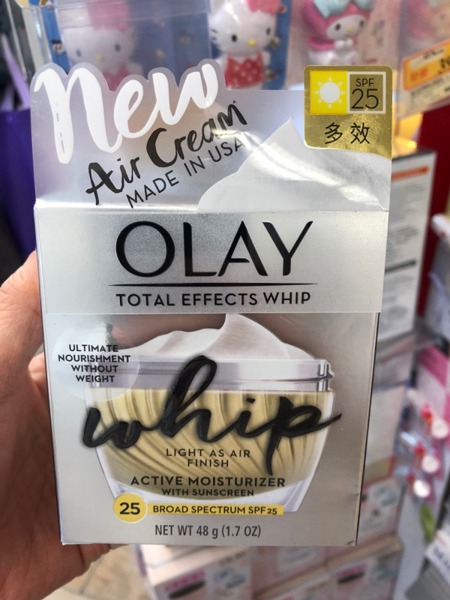 New
Air Cream
MADE IN USA
SPF
25
多效
OLAY
TOTAL EFFECTS WHIP
ULTIMATE
NOURISHMENT
WITHOUT
WEIGHT
whip
LIGHT AS AIR
FINISH
ACTIVE MOISTURIZER
WITH SUNSCREEN
25 BROAD SPECTRUM SPF25
NET WT 48 g (1.7 OZ)